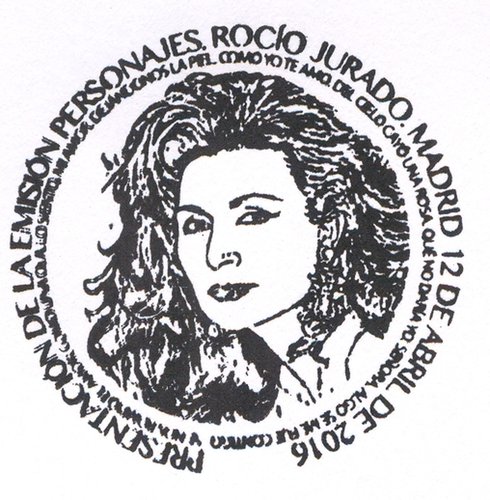 PRESENTACIÓN DE LA EMISIÓN PERSONAJES. ROCÍO JURADO. MADRID 12 DE ABRIL DE 2016
LA PIEL. COMO YO TE AMO. DEL CIELO CAYÓ UNA ROSA. QUÉ NO DARÍA YO. SEÑORA. ALGO SE ME FUE CONTIGO